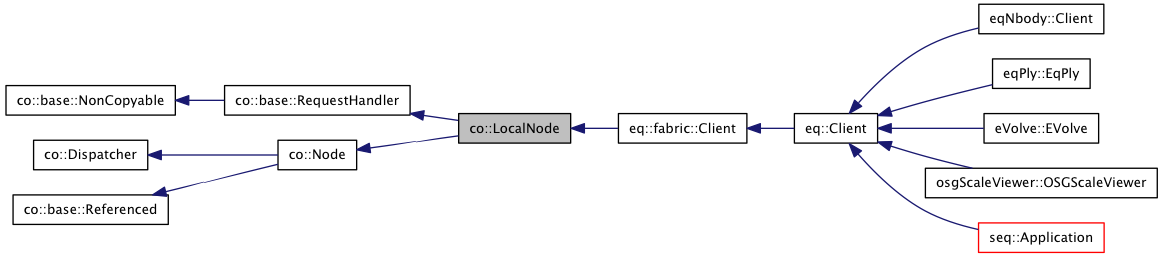 eqNbody::Client
eqPly::EqPly
co::base::NonCopyable
co::base::RequestHandler
co::LocalNode
eq::fabric::Client
eq::Client
eVolve::EVolve
co::Dispatcher
co::Node
osgScaleViewer::OSGScaleViewer
co::base::Referenced
seq::Application